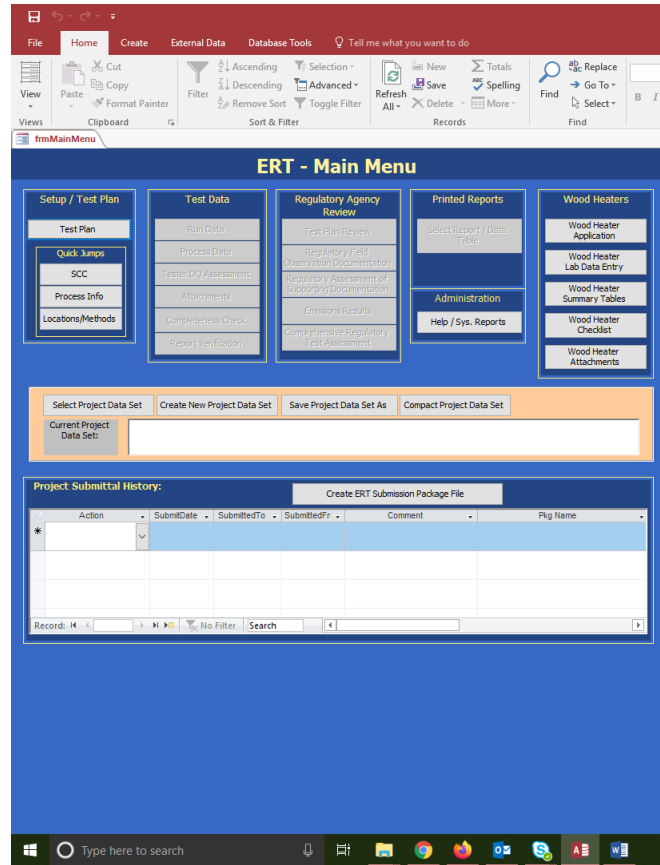 File Home Create External Data Database Tools Tell me what you want to do
View
Paste
Cut
Copy
Format Painter
Filter
Ascending
Descending
Remove Sort
Selection
Advanced
Toggle Filter
Refresh
All
New
Save
Delete
Totals
Spelling
More
Find
Replace
Go To
Select
B I
Views Clipboard Sort & Filter Records Find
frmMainMenu
ERT - Main Menu
Setup / Test Plan
Test Plan
Quick Jumps
SCC
Process Info
Locations/Methods
Test Data
Run Data
Process Data
Tester DQ Assessment
Attachments
Completeness Check
Report Verification
Regulatory Agency
Review
Test Plan Review
Regulatory Field
Observation Documentation
Regulatory Assessment of
Supporting Documentation
Emissions Results
Comprehensive Regulatory
Test Assessment
Printed Reports
Select Report / Data
Table
Administration
Help / Sys. Reports
Wood Heaters
Wood Heater
Application
Wood Heater
Lab Data Entry
Wood Heater
Summary Tables
Wood Heater
Checklist
Wood Heater
Attachments
Select Project Data Set Create New Project Data Set Save Project Data Set As Compact Project Data Set
Current Project
Data Set:
Project Submittal History:
Create ERT Submission Package File
Action SubmitDate SubmittedTo SubmittedFr Comment Pkg Name
Record: No Filter Search
Type here to search